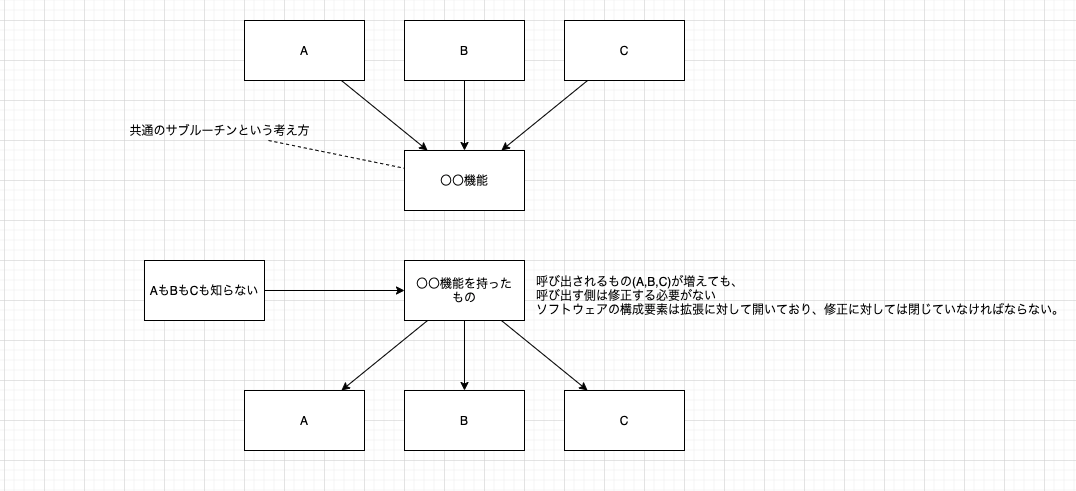 A
B
C
共通のサブルーチンという考え方
〇〇機能
AもBもCも知らない
〇〇機能を持った
もの
呼び出されるもの(A,B,C)が増えても、
呼び出す側は修正する必要がない
ソフトウェアの構成要素は拡張に対して開いており、修正に対しては閉じていなければならない。
A
B
C